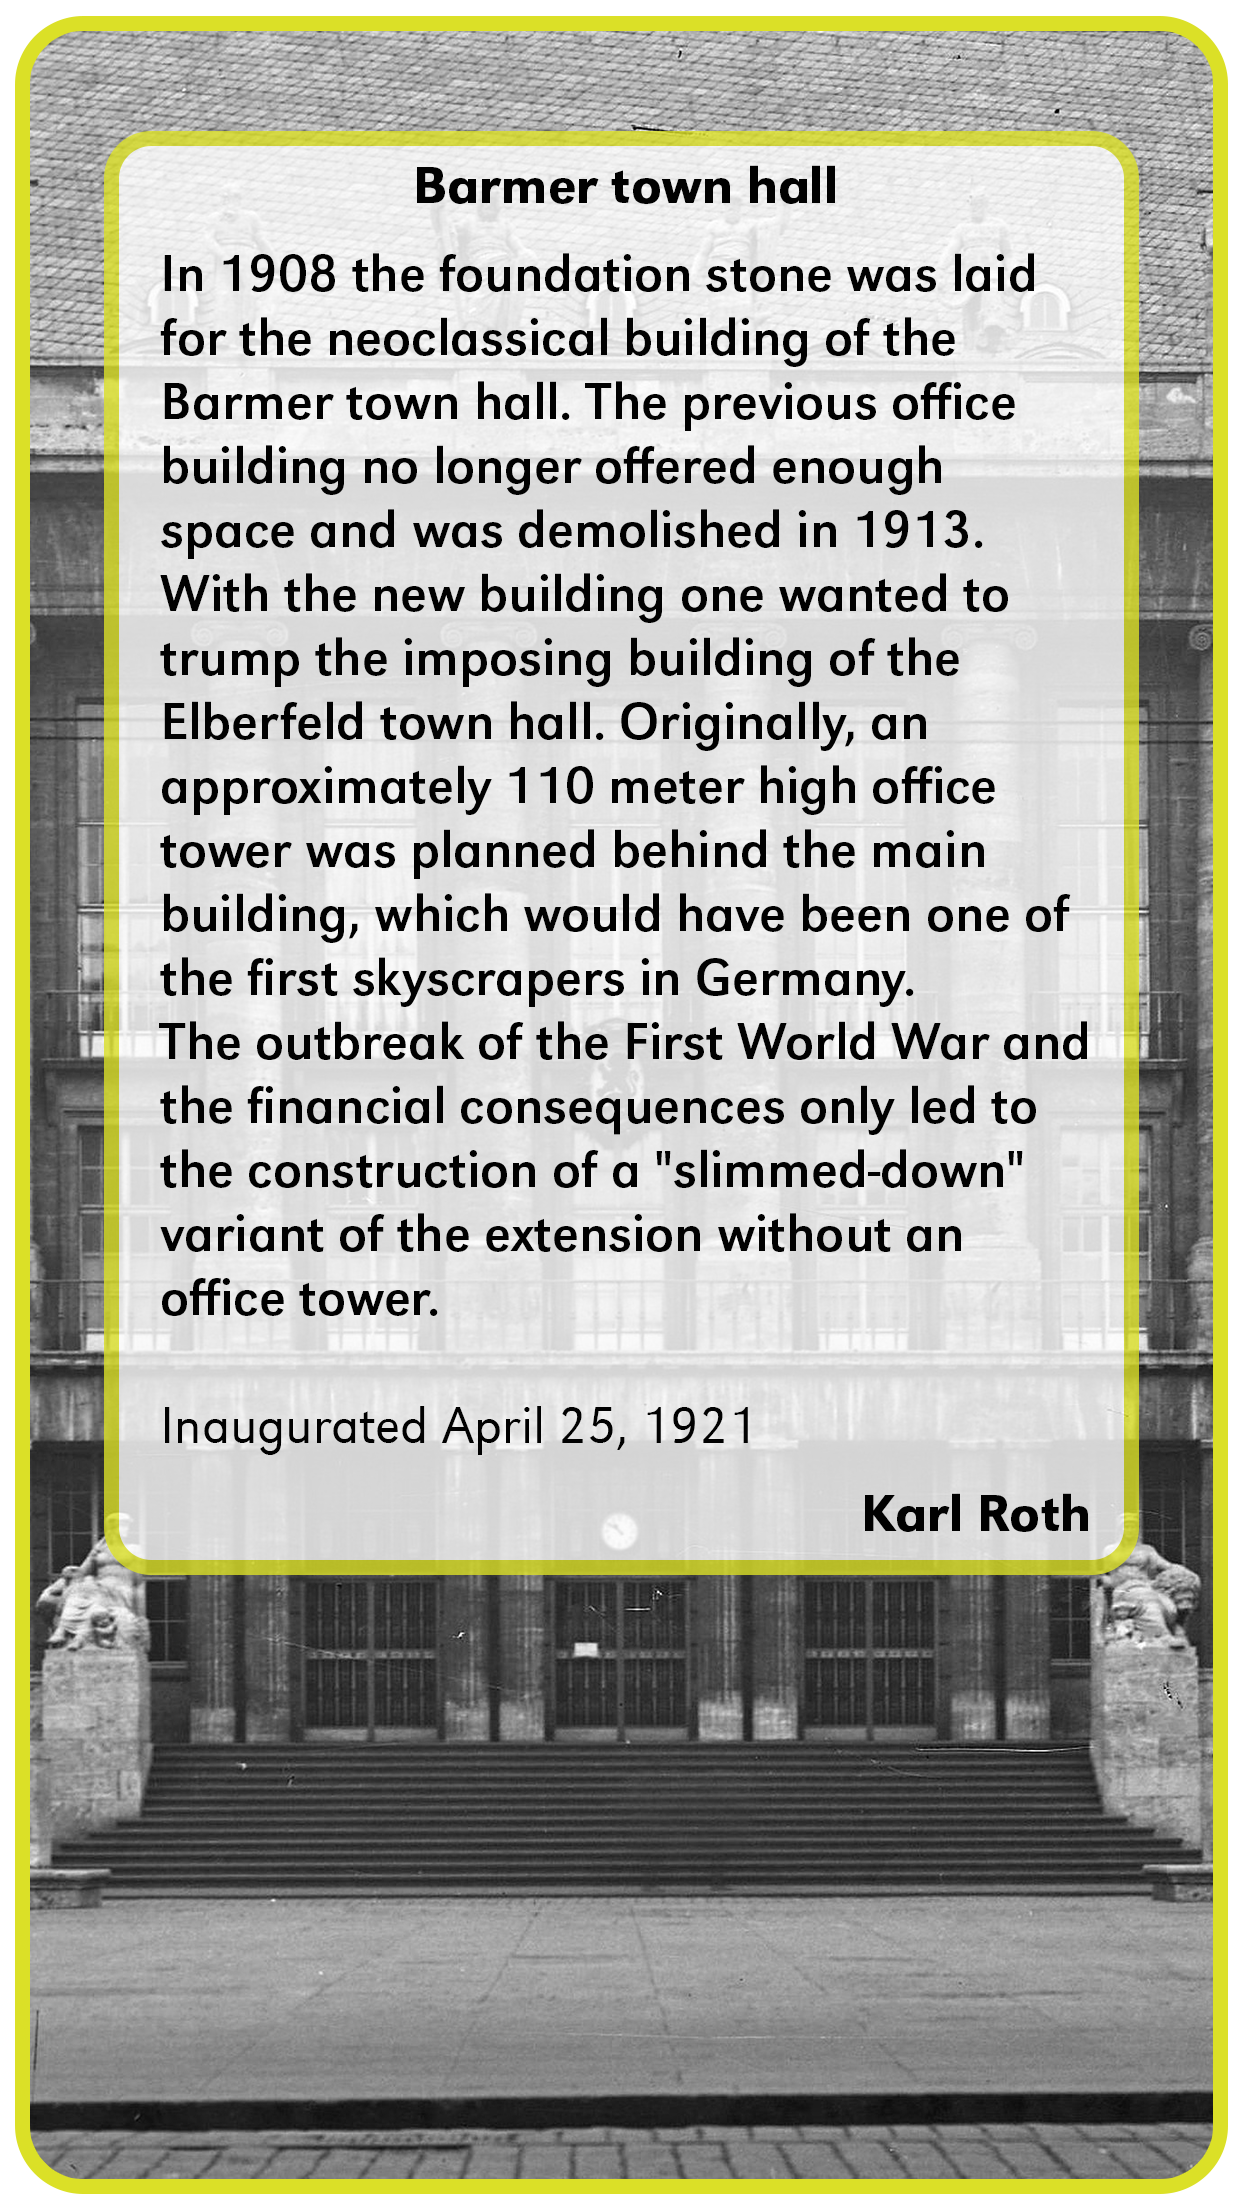 Barmer town hall
In 1908 the foundation stone was laid
for the neoclassical building of the
Barmer town hall. The previous office
building no longer offered enough
space and was demolished in 1913.
With the new building one wanted to
trump the imposing building of the
Elberfeld town hall. Originally, an
approximately 110 meter high office
tower was planned behind the main
building, which would have been one of
the first skyscrapers in Germany.
The outbreak of the First World War and
the financial consequences only led to
the construction of a "slimmed-down"
variant of the extension without an
office tower.
Inaugurated April 25, 1921
Karl Roth